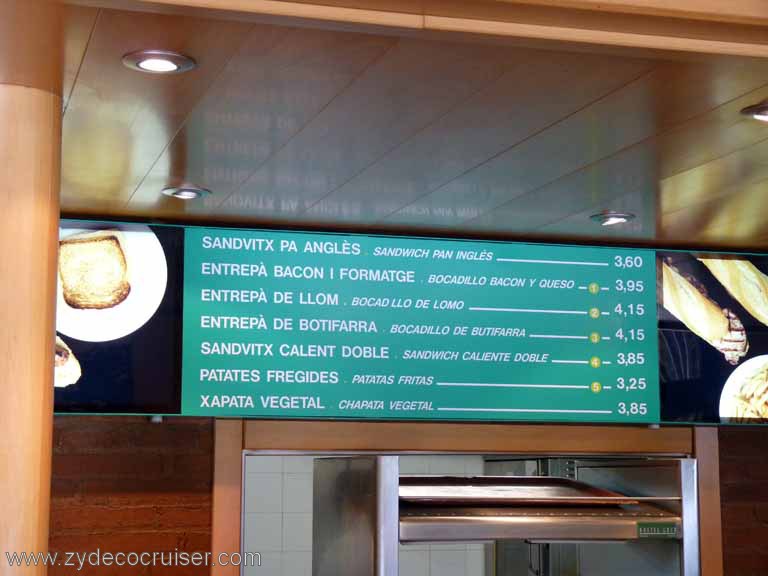 SANDVITX PA ANGLÈS . SANDWICH PAN INGLÉS 3,60
ENTREPÀ BACON I FORMATGE . BOCADILLO BACON Y QUESO 1 3,95
ENTREPÀ DE LLOM . BOCAD LLO DE LOMO 2 4,15
ENTREPÀ DE BOTIFARRA . BOCADILLO DE BUTIFARRA 3 4,15
SANDVITX CALENT DOBLE . SANDWICH CALIENTE DOBLE 4 3,85
PATATES FREGIDES . PATATAS FRITAS 5 3,25
XAPATA VEGETAL . CHAPATA VEGETAL 3,85
www.zydecocruiser.com